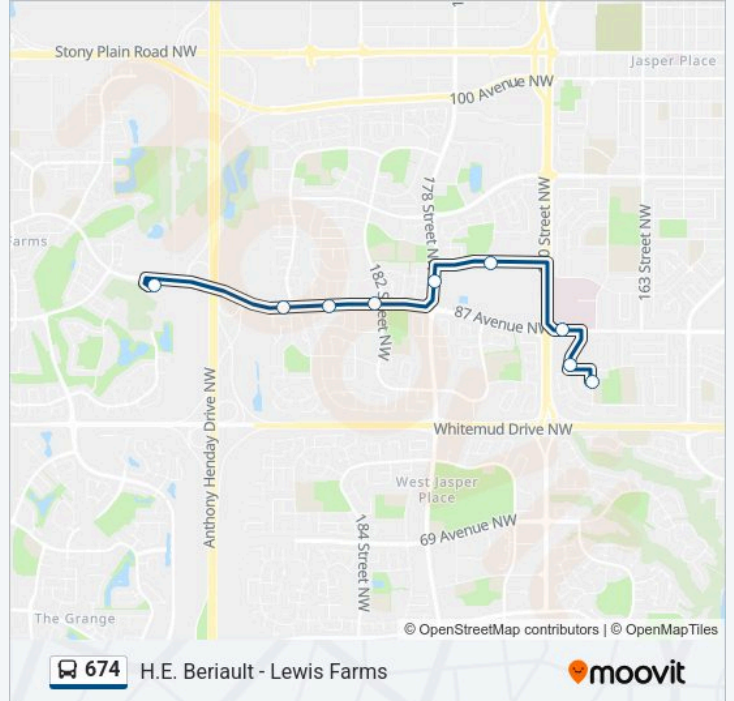 Stony Plain Road NW
Jasper Place
100 Avenue NW
178 Street N
0 Street NW
163 Street NW
Farms
182 Street NW
87 Avenue NW
Anthony Henday Drive NW
Whitemud Drive NW
West Jasper
Place
184 Street NW
69 Avenue NW
The Grange
© OpenStreetMap contributors | © OpenMapTiles
674 H.E. Beriault - Lewis Farms
moovit